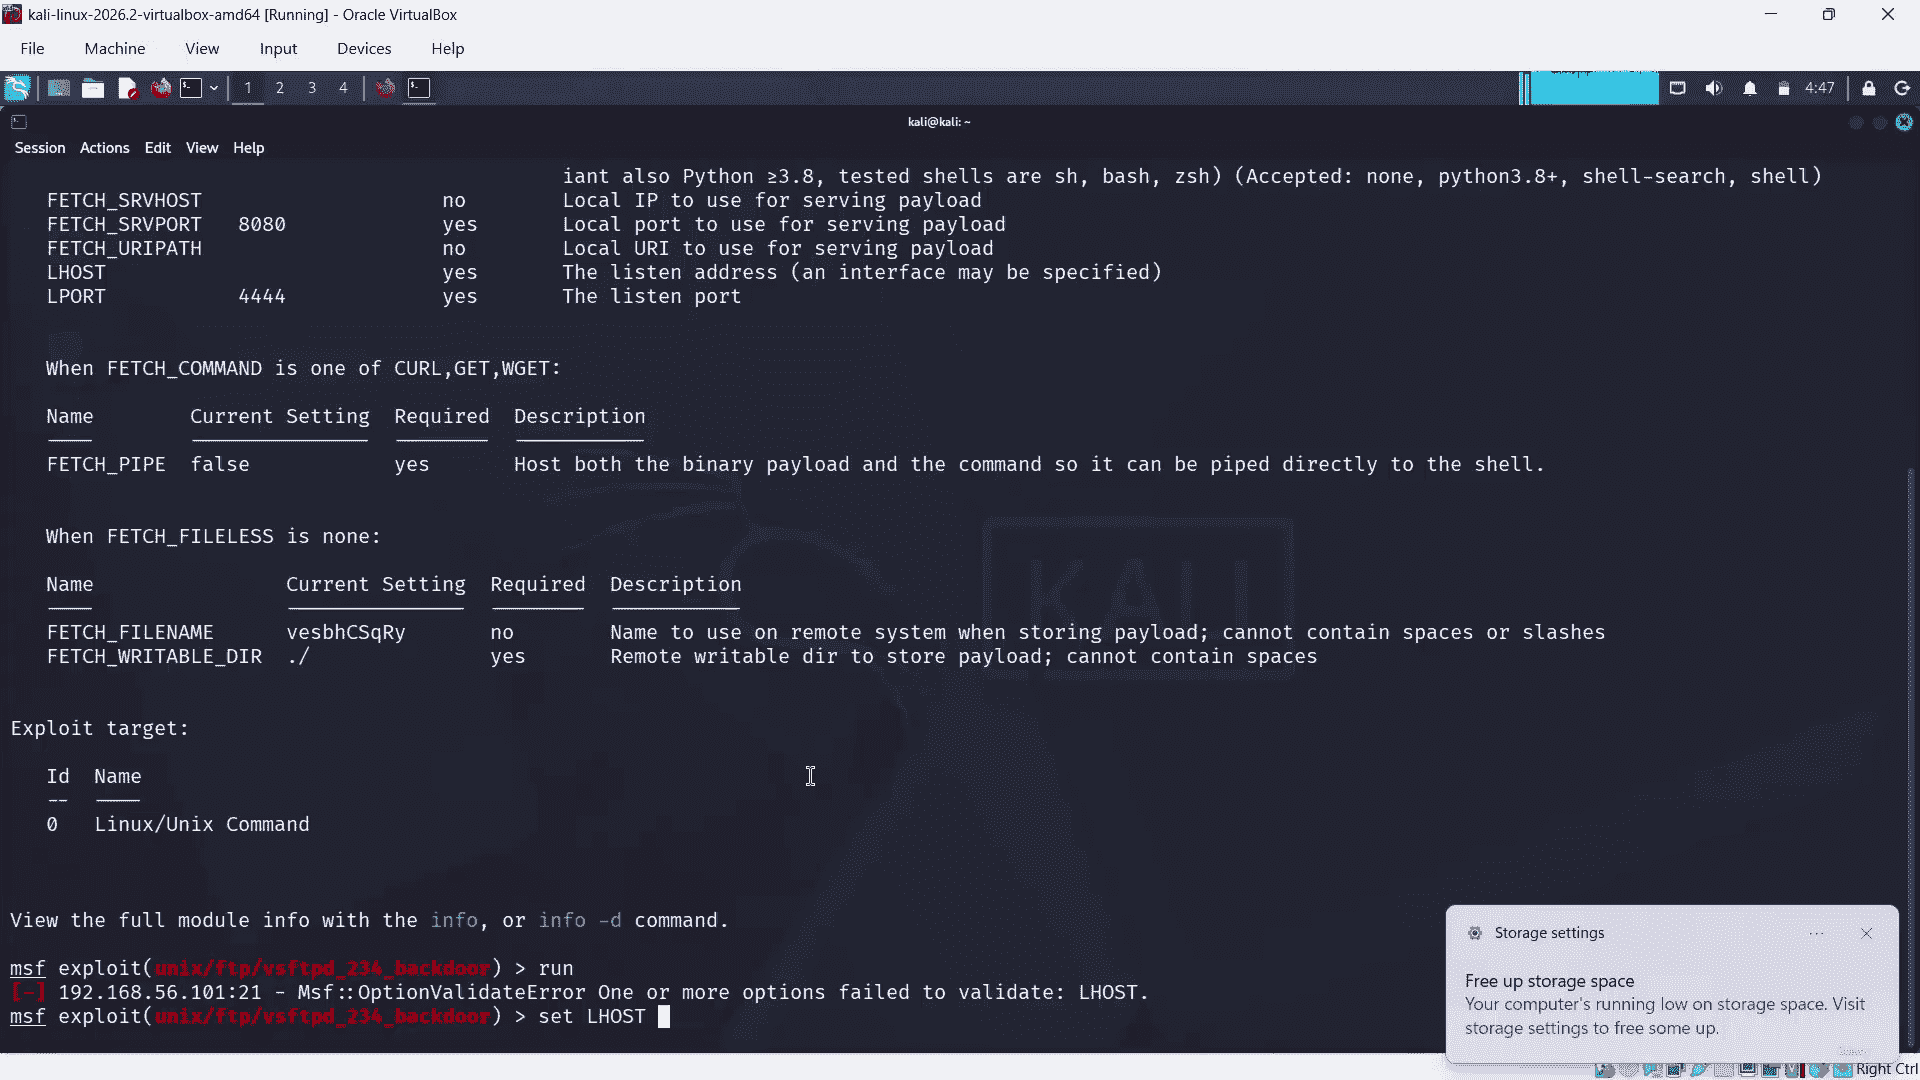 kali-linux-2026.2-virtualbox-amd64 [Running] - Oracle VirtualBox
File Machine View Input Devices Help
1 2 3 4 4:47
kali@kali: ~
Session Actions Edit View Help
iant also Python ≥3.8, tested shells are sh, bash, zsh) (Accepted: none, python3.8+, shell-search, shell)
FETCH_SRVHOST no Local IP to use for serving payload
FETCH_SRVPORT 8080 yes Local port to use for serving payload
FETCH_URIPATH no Local URI to use for serving payload
LHOST yes The listen address (an interface may be specified)
LPORT 4444 yes The listen port
When FETCH_COMMAND is one of CURL,GET,WGET:
Name Current Setting Required Description
FETCH_PIPE false yes Host both the binary payload and the command so it can be piped directly to the shell.
When FETCH_FILELESS is none:
Name Current Setting Required Description
FETCH_FILENAME vesbhCSqRy no Name to use on remote system when storing payload; cannot contain spaces or slashes
FETCH_WRITABLE_DIR ./ yes Remote writable dir to store payload; cannot contain spaces
KALI
Exploit target:
Id Name
-- ----
0 Linux/Unix Command
View the full module info with the info, or info -d command.
msf exploit(unix/ftp/vsftpd_234_backdoor) > run
[-] 192.168.56.101:21 - Msf::OptionValidateError One or more options failed to validate: LHOST.
msf exploit(unix/ftp/vsftpd_234_backdoor) > set LHOST
Storage settings
Free up storage space
Your computer's running low on storage space. Visit
storage settings to free some up.
Right Ctrl